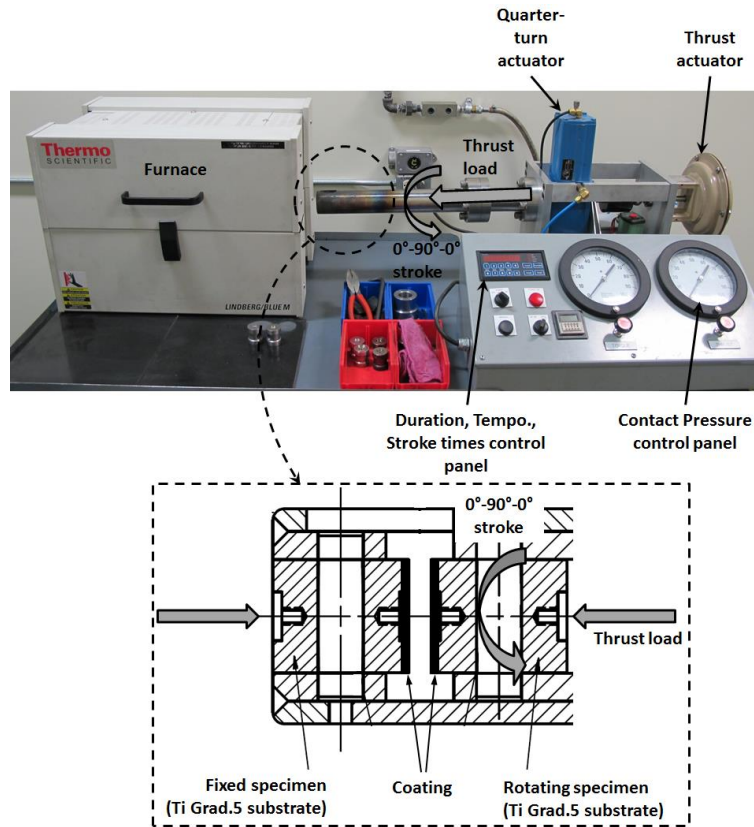 Quarter-
turn
actuator
Thrust
actuator
Thermo
SCIENTIFIC
Furnace
Thrust
load
0°-90°-0°
stroke
LINDBERG/BLUE M
Duration, Tempo.,
Stroke times control
panel
Contact Pressure
control panel
0°-90°-0°
stroke
Thrust load
Fixed specimen
(Ti Grad.5 substrate)
Coating
Rotating specimen
(Ti Grad.5 substrate)